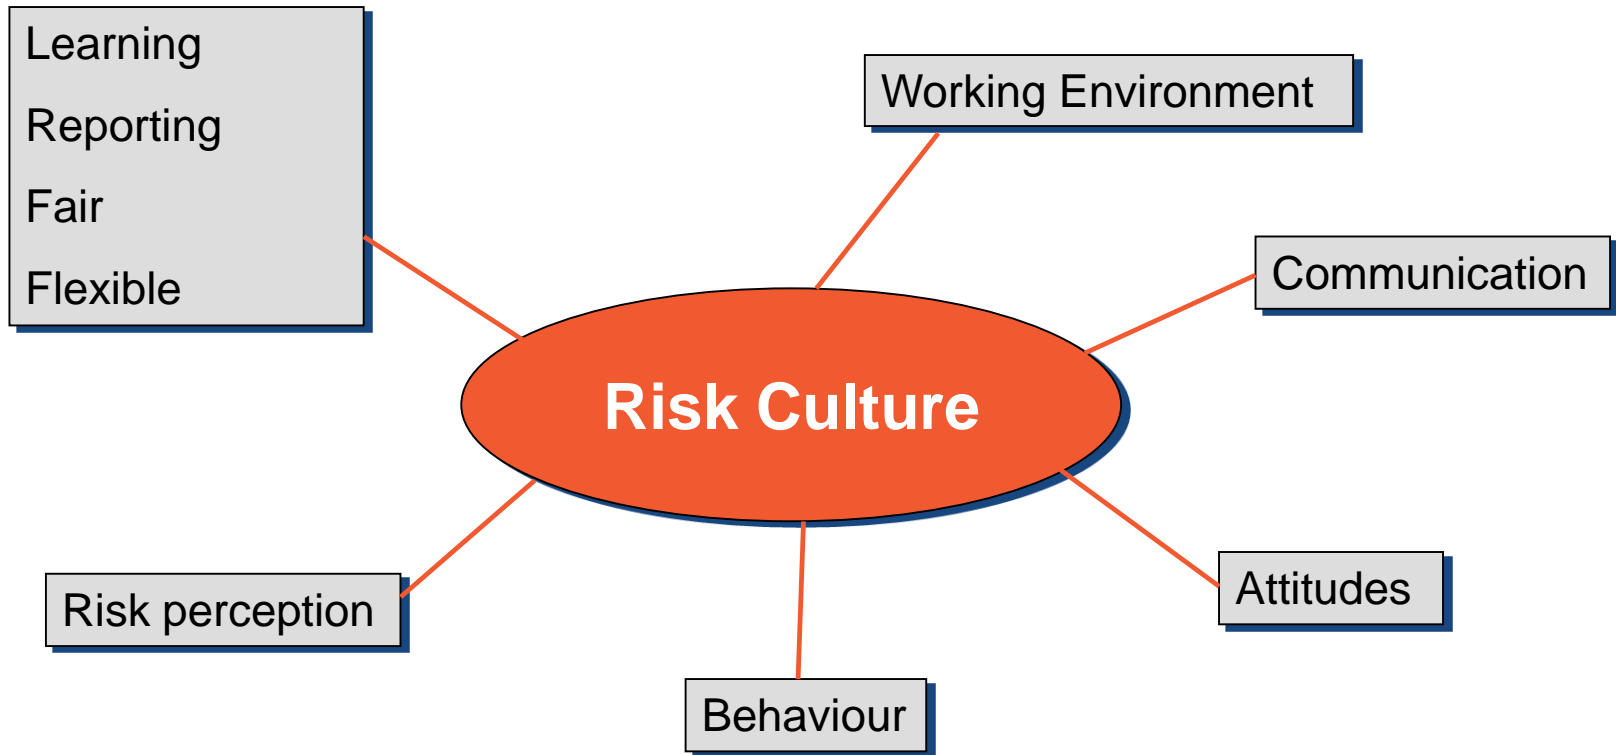 Learning
Reporting
Fair
Flexible
Working Environment
Communication
Risk Culture
Risk perception
Attitudes
Behaviour